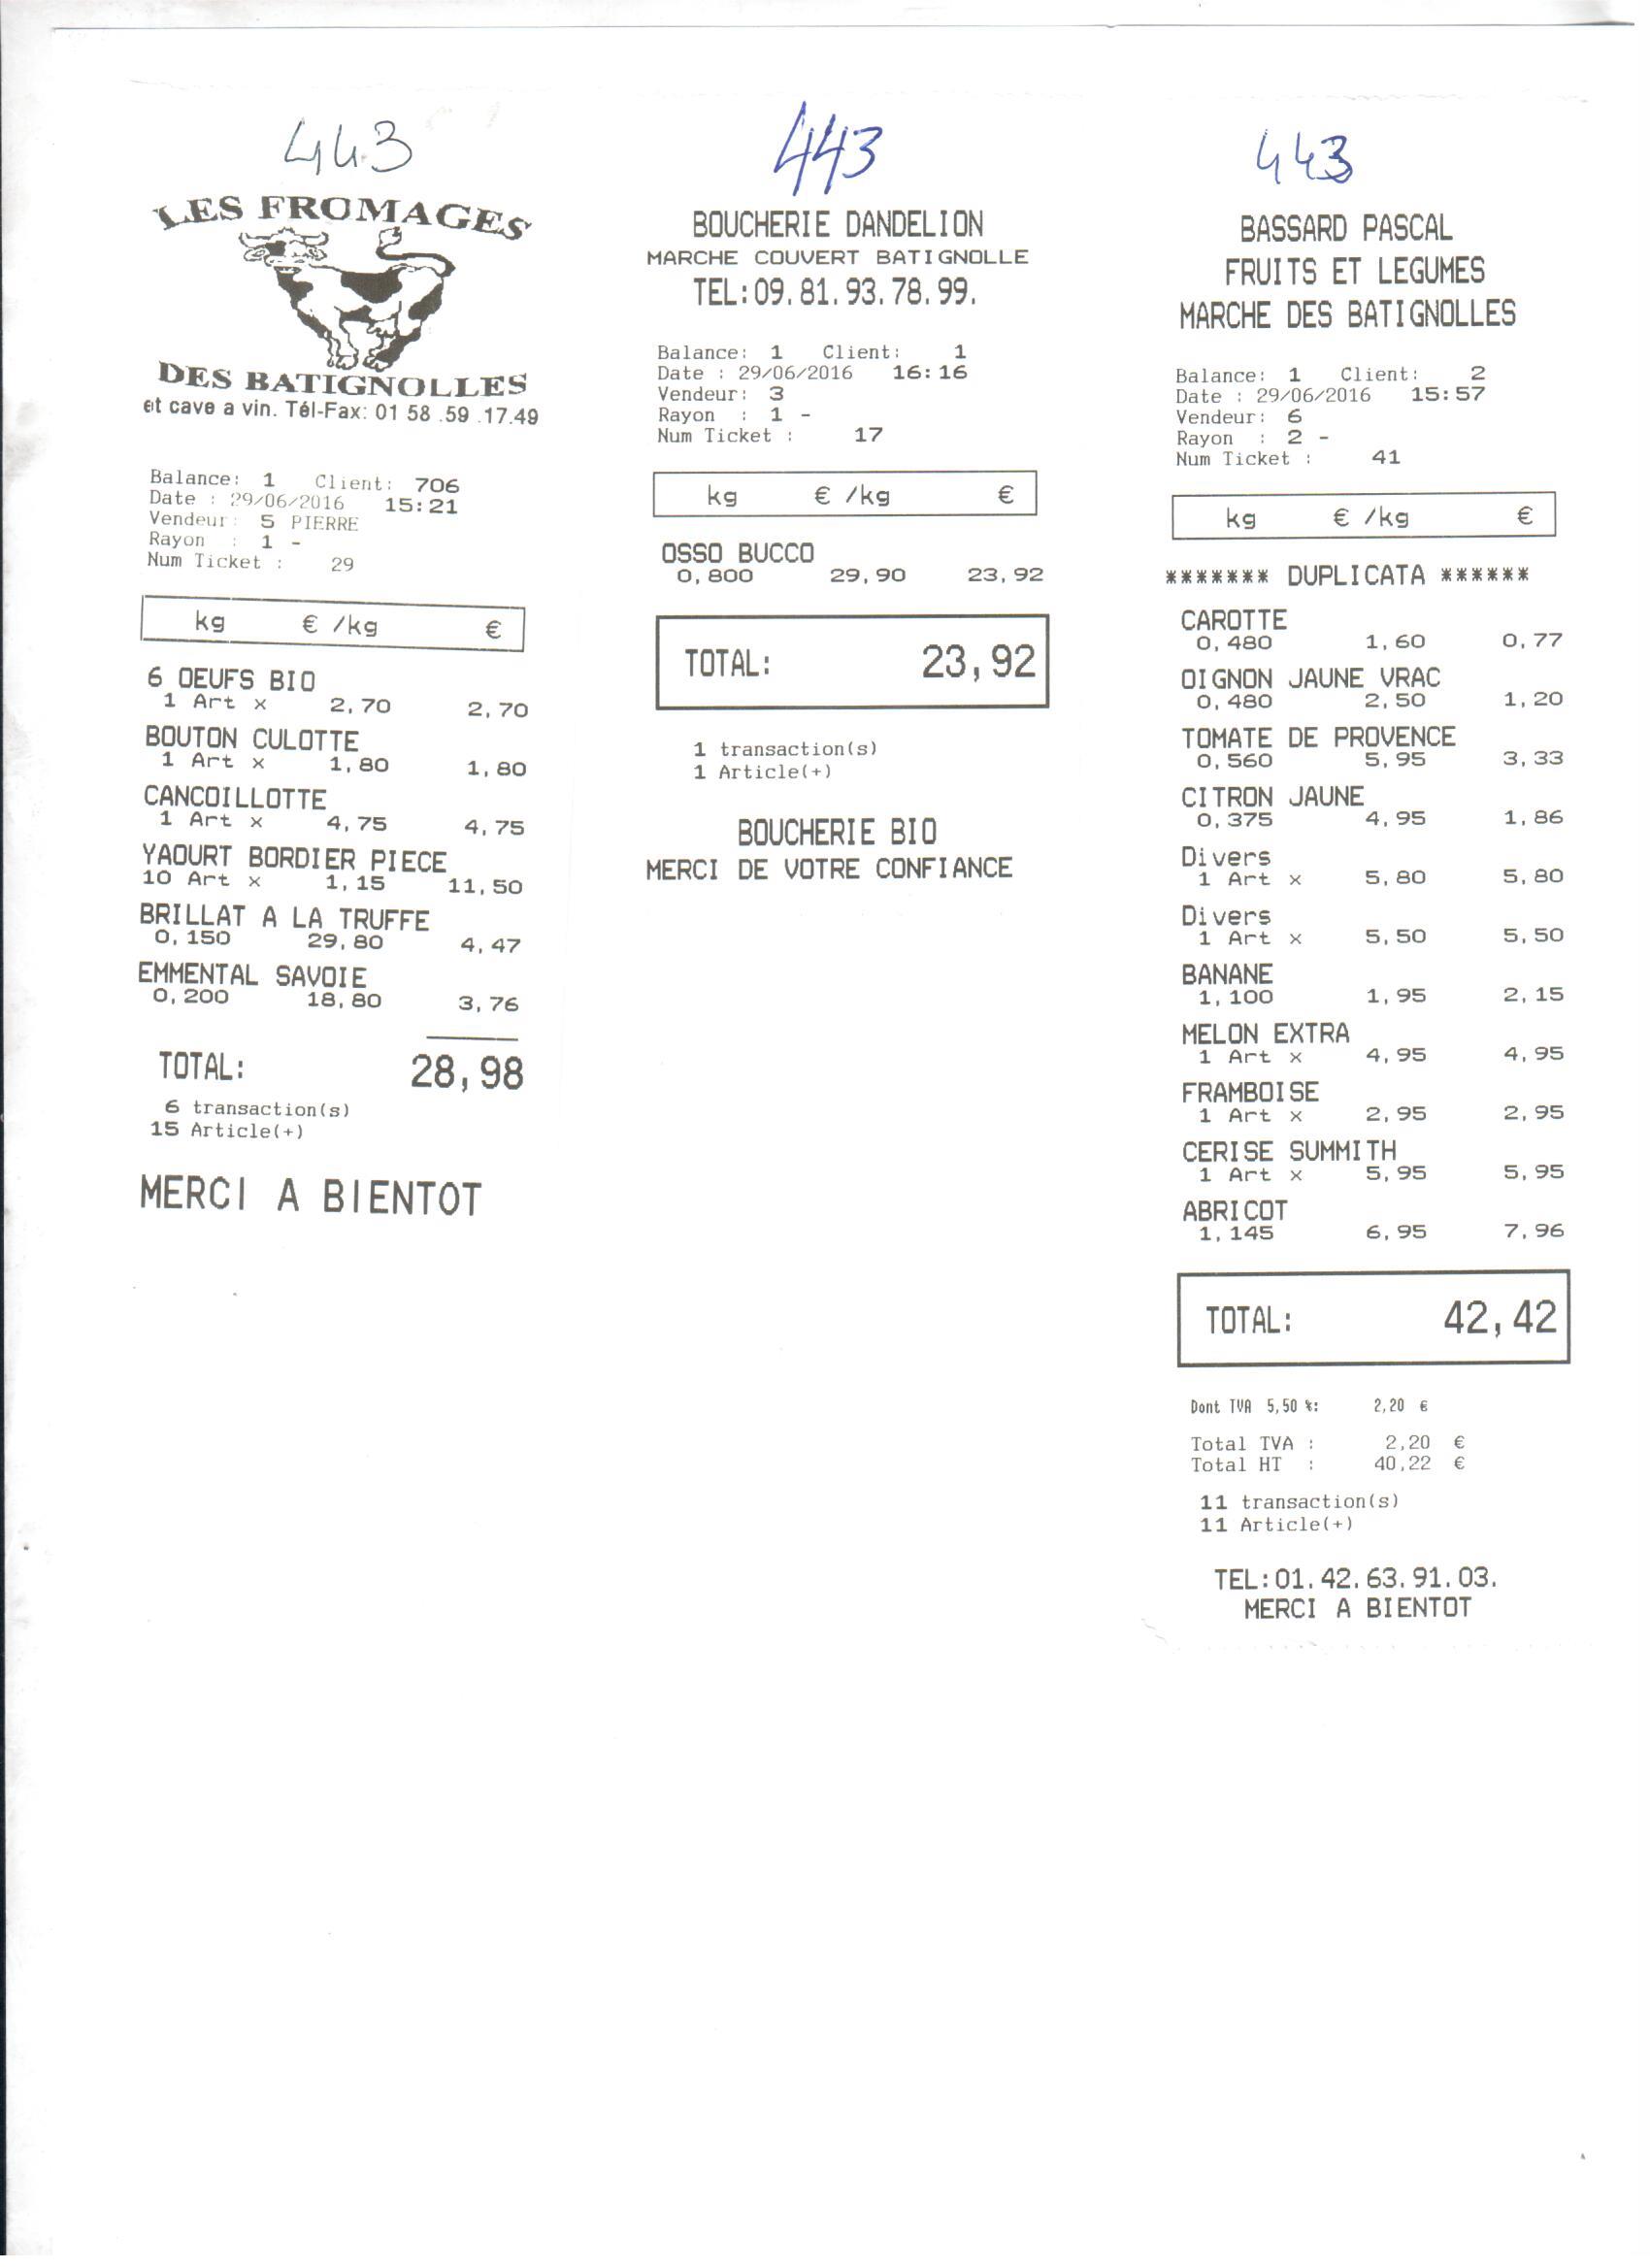 443
LES FROMAGES
DES BATIGNOLLES
et cave a vin. Tél-Fax: 01 58 .59 .17.49
Balance: 1 Client: 706
Date : 29/06/2016 15:21
Vendeur: 5 PIERRE
Rayon : 1 -
Num Ticket : 29
kg € /kg €
6 OEUFS BIO
1 Art x 2,70 2,70
BOUTON CULOTTE
1 Art x 1,80 1,80
CANCOILLOTTE
1 Art x 4,75 4,75
YAOURT BORDIER PIECE
10 Art x 1,15 11,50
BRILLAT A LA TRUFFE
0,150 29,80 4,47
EMMENTAL SAVOIE
0,200 18,80 3,76
TOTAL: 28,98
6 transaction(s)
15 Article(+)
MERCI A BIENTOT
443
BOUCHERIE DANDELION
MARCHE COUVERT BATIGNOLLE
TEL:09.81.93.78.99.
Balance: 1 Client: 1
Date : 29/06/2016 16:16
Vendeur: 3
Rayon : 1 -
Num Ticket : 17
kg € /kg €
OSSO BUCCO
0,800 29,90 23,92
TOTAL: 23,92
1 transaction(s)
1 Article(+)
BOUCHERIE BIO
MERCI DE VOTRE CONFIANCE
443
BASSARD PASCAL
FRUITS ET LEGUMES
MARCHE DES BATIGNOLLES
Balance: 1 Client: 2
Date : 29/06/2016 15:57
Vendeur: 6
Rayon : 2 -
Num Ticket : 41
kg € /kg €
******* DUPLICATA ******
CAROTTE
0,480 1,60 0,77
OIGNON JAUNE VRAC
0,480 2,50 1,20
TOMATE DE PROVENCE
0,560 5,95 3,33
CITRON JAUNE
0,375 4,95 1,86
Divers
1 Art x 5,80 5,80
Divers
1 Art x 5,50 5,50
BANANE
1,100 1,95 2,15
MELON EXTRA
1 Art x 4,95 4,95
FRAMBOISE
1 Art x 2,95 2,95
CERISE SUMMITH
1 Art x 5,95 5,95
ABRICOT
1,145 6,95 7,96
TOTAL: 42,42
Dont TVA 5,50 %: 2,20 €
Total TVA : 2,20 €
Total HT : 40,22 €
11 transaction(s)
11 Article(+)
TEL:01.42.63.91.03.
MERCI A BIENTOT